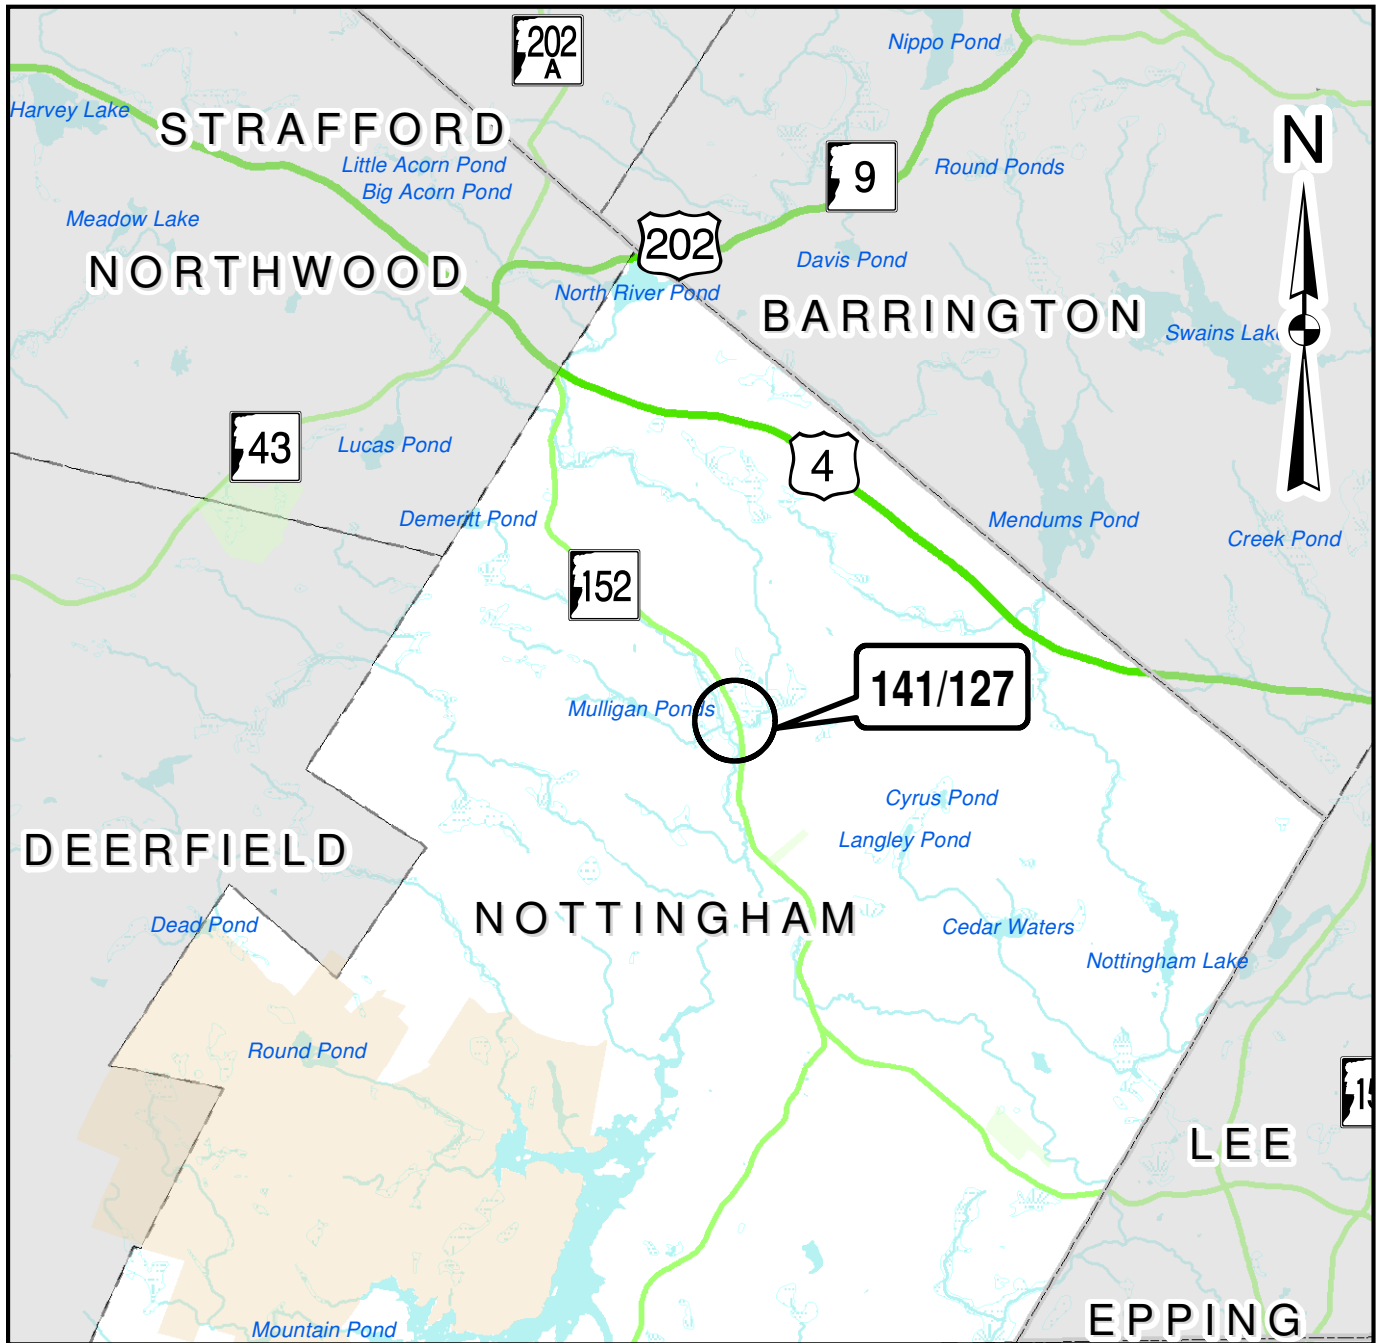 202
A
Nippo Pond
Harvey Lake
STRAFFORD
N
Little Acorn Pond
Round Ponds
9
Big Acorn Pond
Meadow Lake
202
Davis Pond
NORTHWOOD
North River Pond
BARRINGTON
Swains Lake
43
Lucas Pond
4
Demeritt Pond
Mendums Pond
Creek Pond
152
141/127
Mulligan Ponds
Cyrus Pond
Langley Pond
DEERFIELD
NOTTINGHAM
Dead Pond
Cedar Waters
Nottingham Lake
Round Pond
15
LEE
EPPING
Mountain Pond